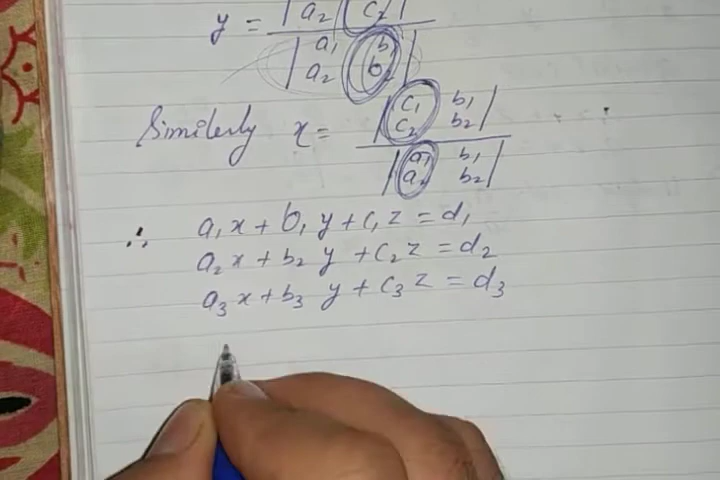 y = | a₂ c₂ |
| a₁ b₁ |
| a₂ b₂ |
Similerly x = | c₁ b₁ |
| c₂ b₂ |
| a₁ b₁ |
| a₂ b₂ |
∴ a₁x + b₁y + c₁z = d₁
a₂x + b₂y + c₂z = d₂
a₃x + b₃y + c₃z = d₃